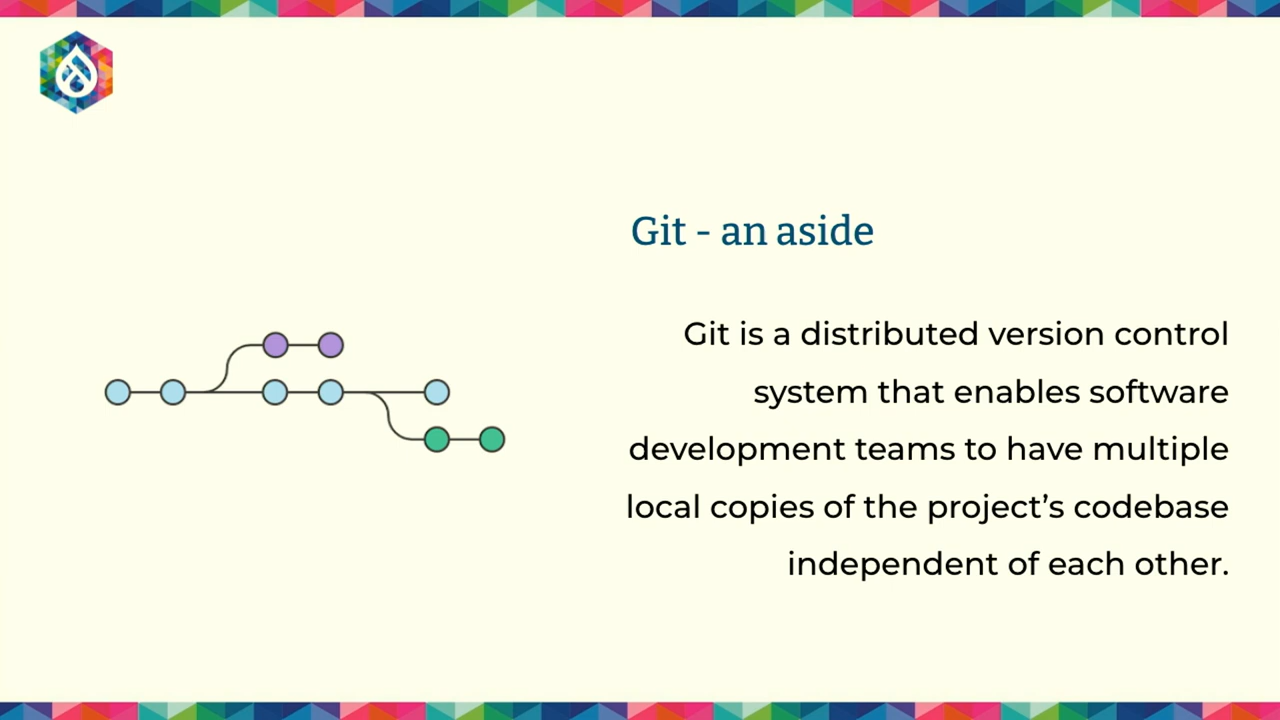 Git - an aside
Git is a distributed version control
system that enables software
development teams to have multiple
local copies of the project’s codebase
independent of each other.